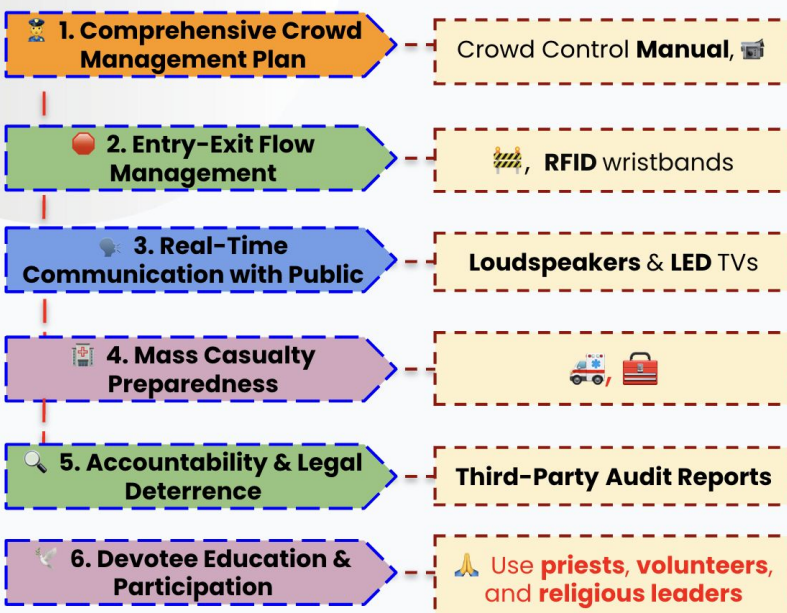 1. Comprehensive Crowd
Management Plan
Crowd Control Manual,
2. Entry-Exit Flow
Management
, RFID wristbands
3. Real-Time
Communication with Public
Loudspeakers & LED TVs
4. Mass Casualty
Preparedness
,
5. Accountability & Legal
Deterrence
Third-Party Audit Reports
6. Devotee Education &
Participation
Use priests, volunteers,
and religious leaders